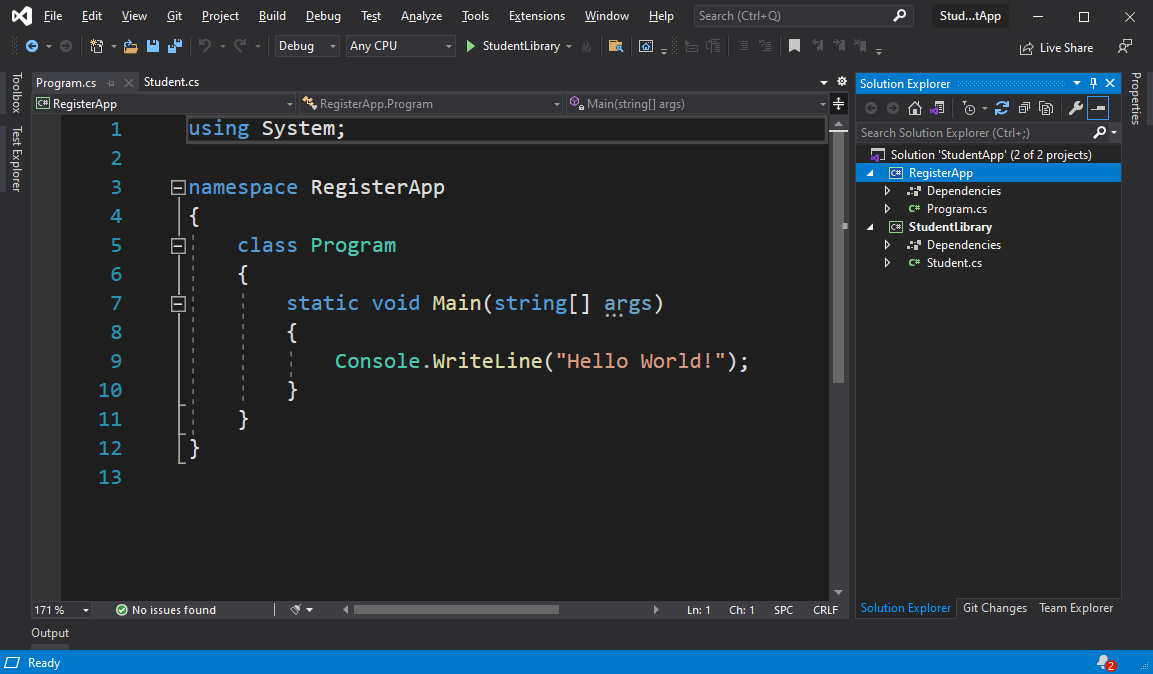 File Edit View Git Project Build Debug Test Analyze Tools Extensions Window Help Search (Ctrl+Q) Stud...tApp
Debug Any CPU StudentLibrary Live Share
Toolbox
Test Explorer
Program.cs Student.cs
RegisterApp RegisterApp.Program Main(string[] args)
1 using System;
2
3 namespace RegisterApp
4 {
5 class Program
6 {
7 static void Main(string[] args)
8 {
9 Console.WriteLine("Hello World!");
10 }
11 }
12 }
13
171 % No issues found Ln: 1 Ch: 1 SPC CRLF
Solution Explorer
Search Solution Explorer (Ctrl+;)
Solution 'StudentApp' (2 of 2 projects)
C# RegisterApp
Dependencies
C# Program.cs
C# StudentLibrary
Dependencies
C# Student.cs
Solution Explorer Git Changes Team Explorer
Properties
Output
Ready 2